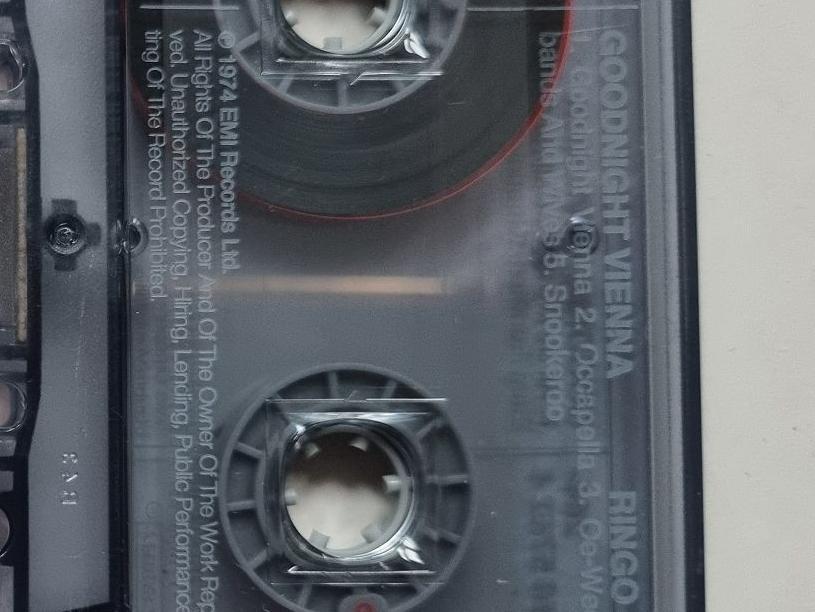 GOODNIGHT VIENNA RINGO
1. Goodnight Vienna 2. Occapella 3. Oo-We
bands And Wives 5. Snookeroo
℗ 1974 EMI Records Ltd.
All Rights Of The Producer And Of The Owner Of The Work Rep
ved. Unauthorized Copying, Hiring, Lending, Public Performance
ting Of The Record Prohibited.